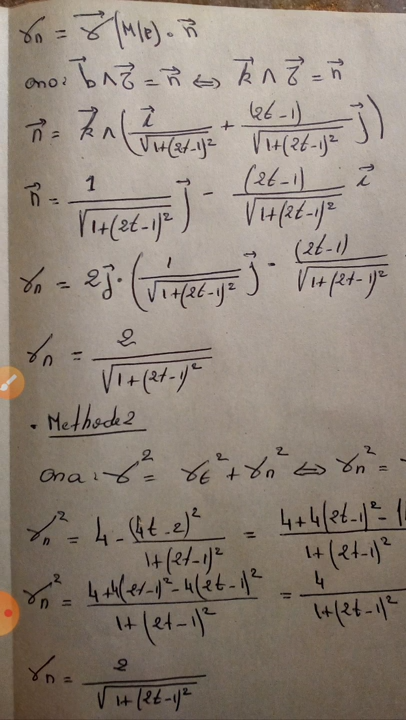 γn = γ⃗ (M/R) . n⃗
ona: b⃗ ∧ τ⃗ = n⃗ ⇔ k⃗ ∧ τ⃗ = n⃗
n⃗ = k⃗ ∧ ( i⃗ / √(1+(2t-1)²) + (2t-1) / √(1+(2t-1)²) j⃗ )
n⃗ = 1 / √(1+(2t-1)²) j⃗ - (2t-1) / √(1+(2t-1)²) i⃗
γn = 2j⃗ . ( 1 / √(1+(2t-1)²) j⃗ - (2t-1) / √(1+(2t-1)²)
γn = 2 / √(1+(2t-1)²)
. Methode 2
ona : γ² = γt² + γn² ⇔ γn² =
γn² = 4 - (4t-2)² / 1+(2t-1)² = 4+4(2t-1)² - / 1+(2t-1)²
γn² = 4+4(2t-1)² - 4(2t-1)² / 1+(2t-1)² = 4 / 1+(2t-1)²
γn = 2 / √(1+(2t-1)²)